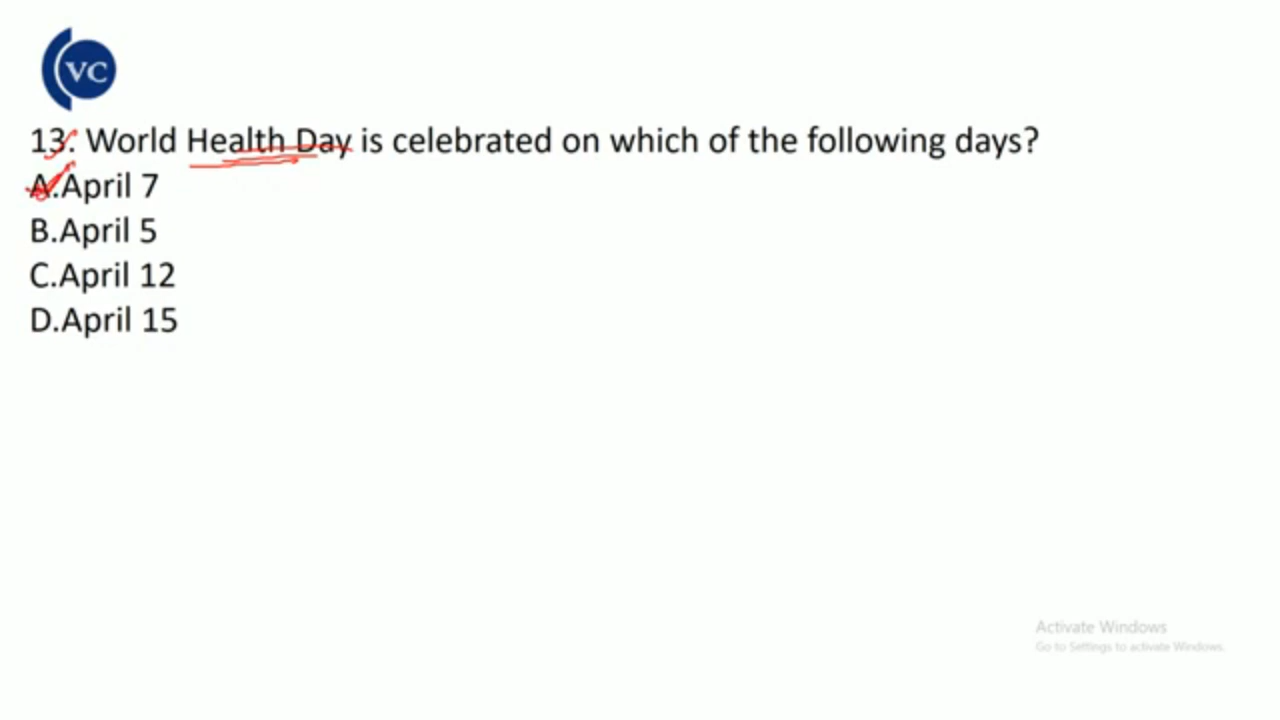 VC
13. World Health Day is celebrated on which of the following days?
A.April 7
B.April 5
C.April 12
D.April 15
Activate Windows
Go to Settings to activate Windows.